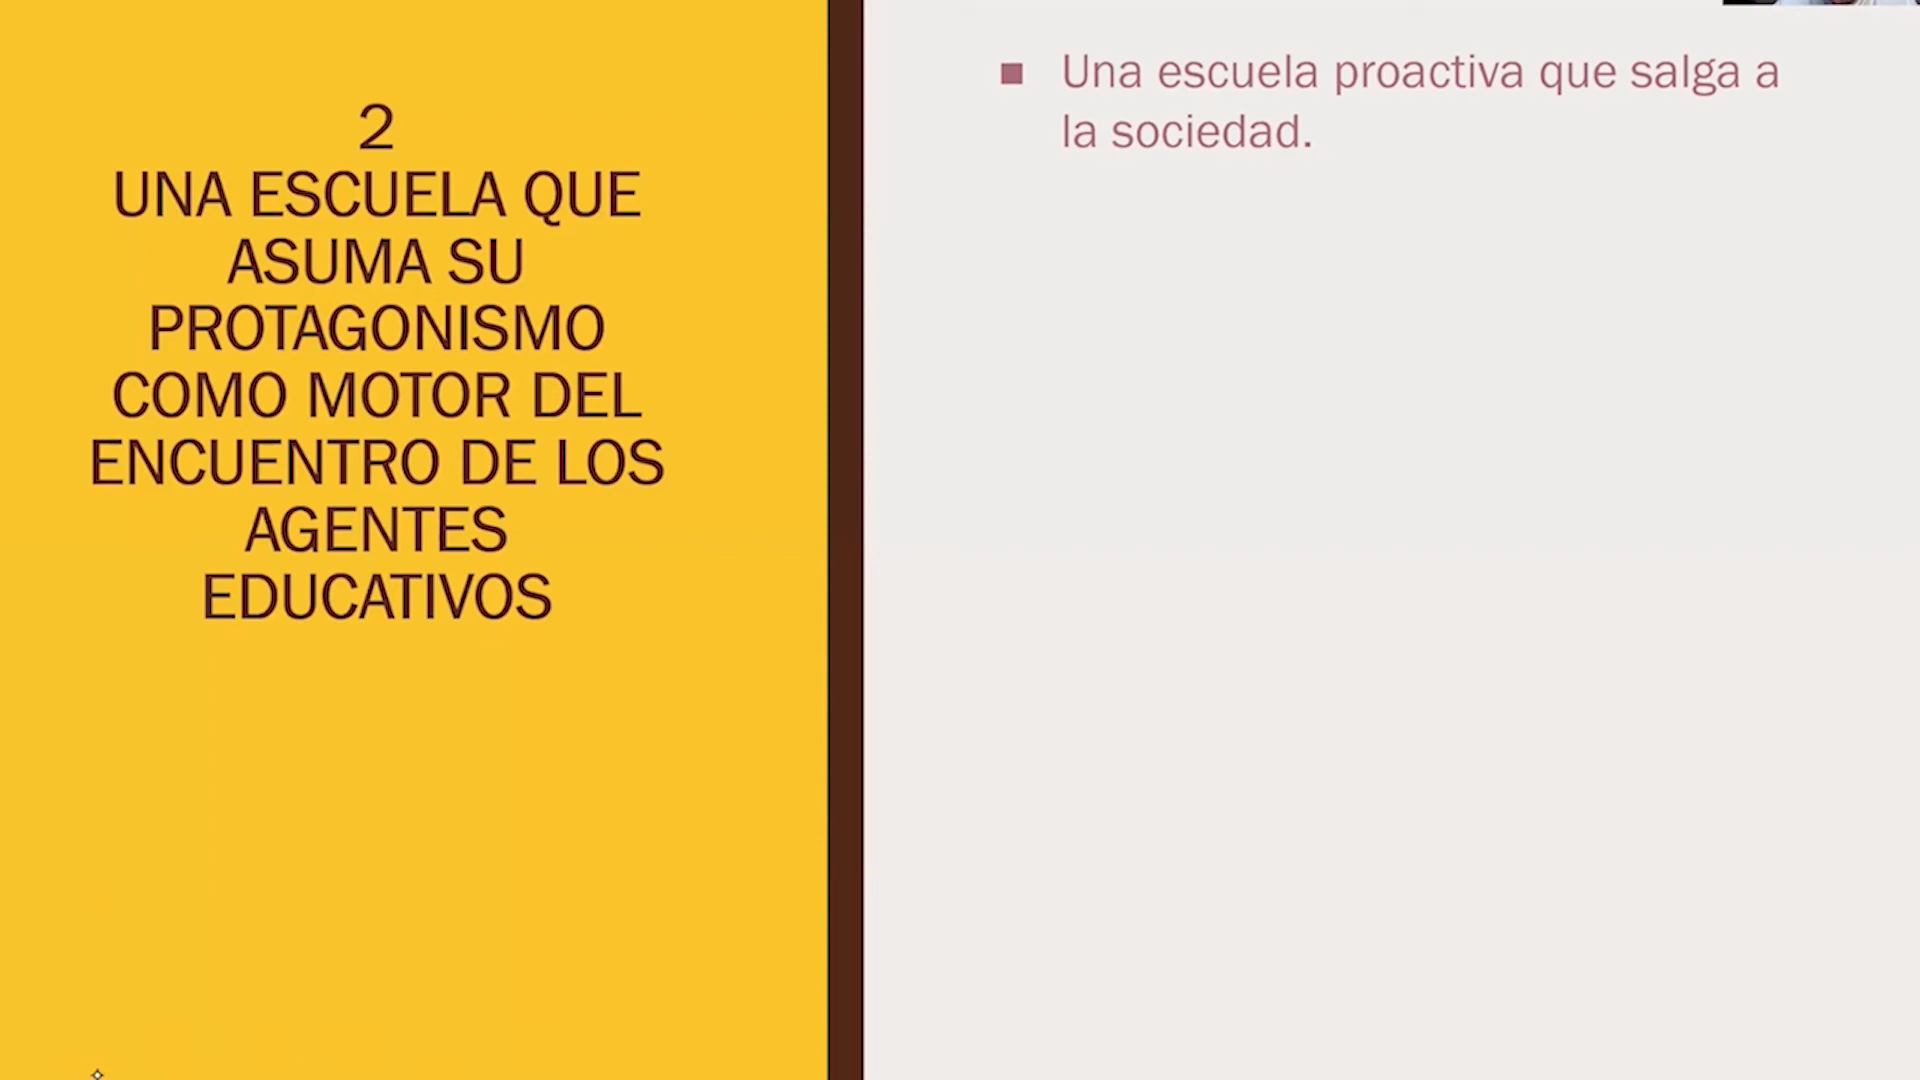 2
UNA ESCUELA QUE
ASUMA SU
PROTAGONISMO
COMO MOTOR DEL
ENCUENTRO DE LOS
AGENTES
EDUCATIVOS
Una escuela proactiva que salga a
la sociedad.